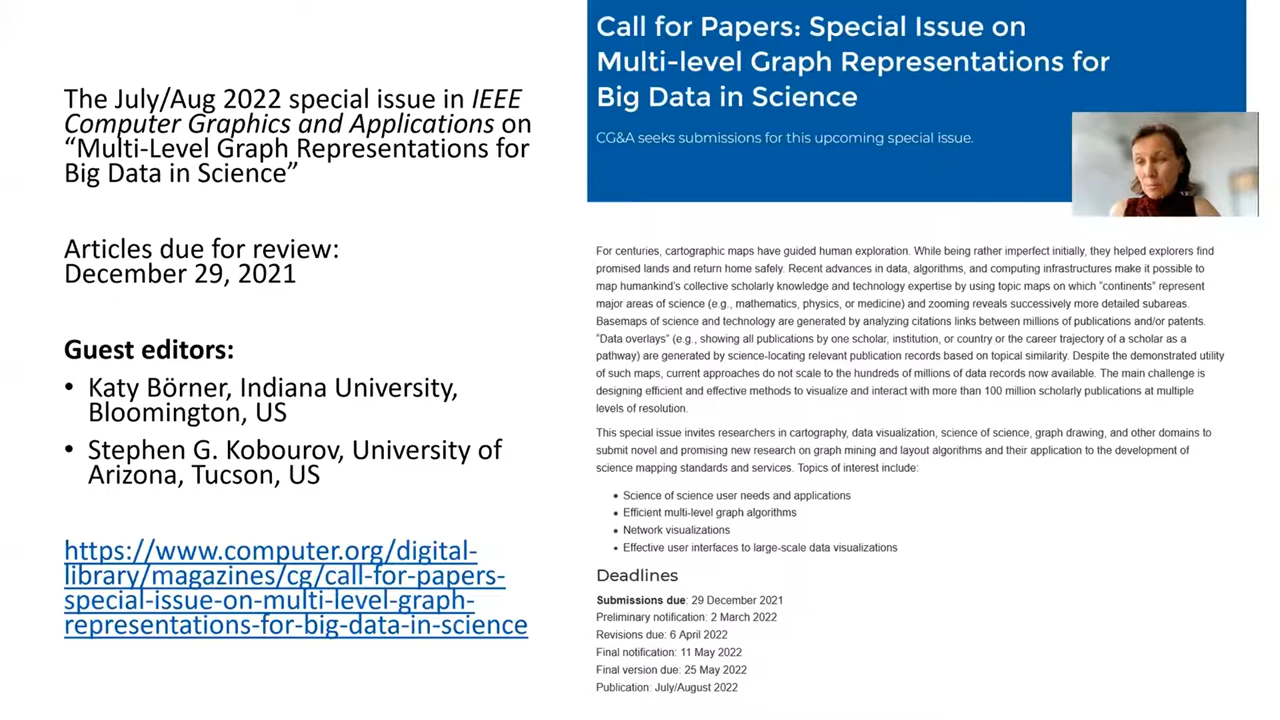 The July/Aug 2022 special issue in IEEE
Computer Graphics and Applications on
“Multi-Level Graph Representations for
Big Data in Science”
Articles due for review:
December 29, 2021
Guest editors:
• Katy Börner, Indiana University,
Bloomington, US
• Stephen G. Kobourov, University of
Arizona, Tucson, US
https://www.computer.org/digital-
library/magazines/cg/call-for-papers-
special-issue-on-multi-level-graph-
representations-for-big-data-in-science
Call for Papers: Special Issue on
Multi-level Graph Representations for
Big Data in Science
CG&A seeks submissions for this upcoming special issue.
For centuries, cartographic maps have guided human exploration. While being rather imperfect initially, they helped explorers find
promised lands and return home safely. Recent advances in data, algorithms, and computing infrastructures make it possible to
map humankind's collective scholarly knowledge and technology expertise by using topic maps on which “continents” represent
major areas of science (e.g., mathematics, physics, or medicine) and zooming reveals successively more detailed subareas.
Basemaps of science and technology are generated by analyzing citations links between millions of publications and/or patents.
“Data overlays” (e.g., showing all publications by one scholar, institution, or country or the career trajectory of a scholar as a
pathway) are generated by science-locating relevant publication records based on topical similarity. Despite the demonstrated utility
of such maps, current approaches do not scale to the hundreds of millions of data records now available. The main challenge is
designing efficient and effective methods to visualize and interact with more than 100 million scholarly publications at multiple
levels of resolution.
This special issue invites researchers in cartography, data visualization, science of science, graph drawing, and other domains to
submit novel and promising new research on graph mining and layout algorithms and their application to the development of
science mapping standards and services. Topics of interest include:
• Science of science user needs and applications
• Efficient multi-level graph algorithms
• Network visualizations
• Effective user interfaces to large-scale data visualizations
Deadlines
Submissions due: 29 December 2021
Preliminary notification: 2 March 2022
Revisions due: 6 April 2022
Final notification: 11 May 2022
Final version due: 25 May 2022
Publication: July/August 2022